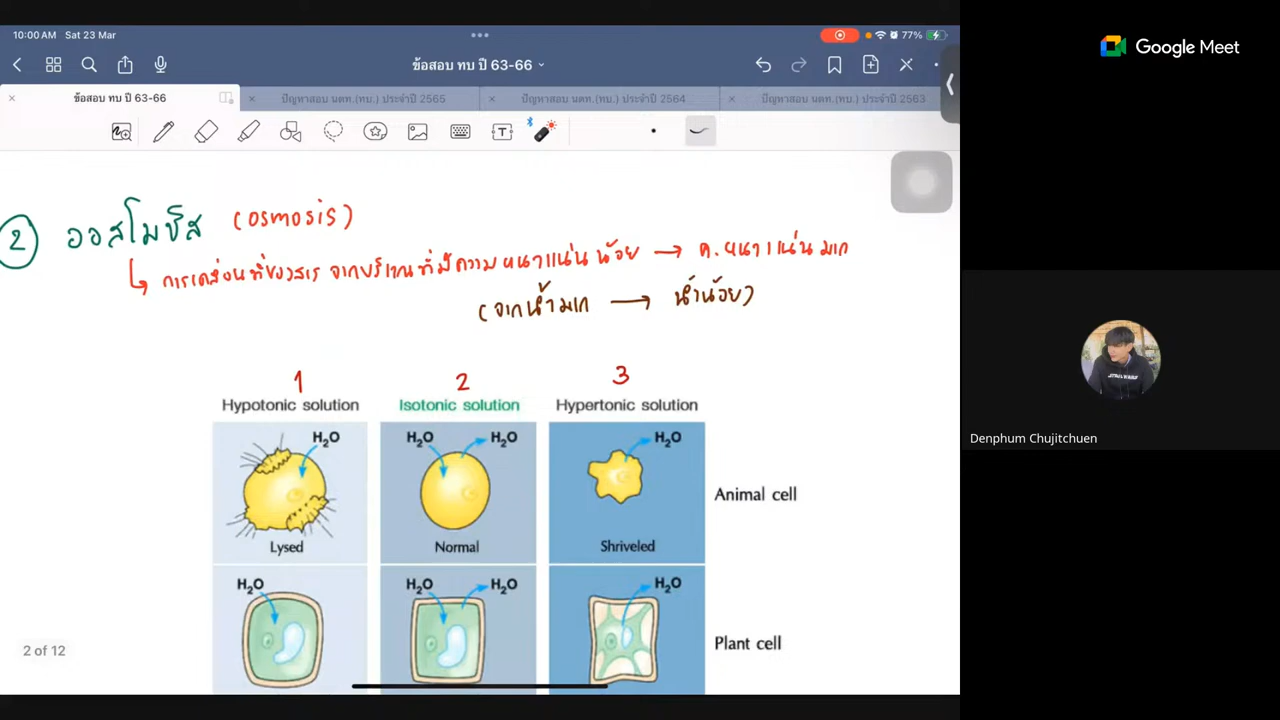 10:00 AM Sat 23 Mar
77%
Google Meet
ข้อสอบ ทบ ปี 63-66
ข้อสอบ ทบ ปี 63-66
ปัญหาสอบ นตท.(ทบ.) ประจำปี 2565
ปัญหาสอบ นตท.(ทบ.) ประจำปี 2564
ปัญหาสอบ นตท.(ทบ.) ประจำปี 2563
2 ออสโมซิส (osmosis)
การเคลื่อนที่ของสาร จากบริเวณที่มีความหนาแน่นน้อย → ค.หนาแน่นมาก
(จากน้ำมาก → น้ำน้อย)
1 2 3
Hypotonic solution Isotonic solution Hypertonic solution
H₂O H₂O H₂O H₂O
Animal cell
Lysed Normal Shriveled
H₂O H₂O H₂O H₂O
Plant cell
2 of 12
Denphum Chujitchuen